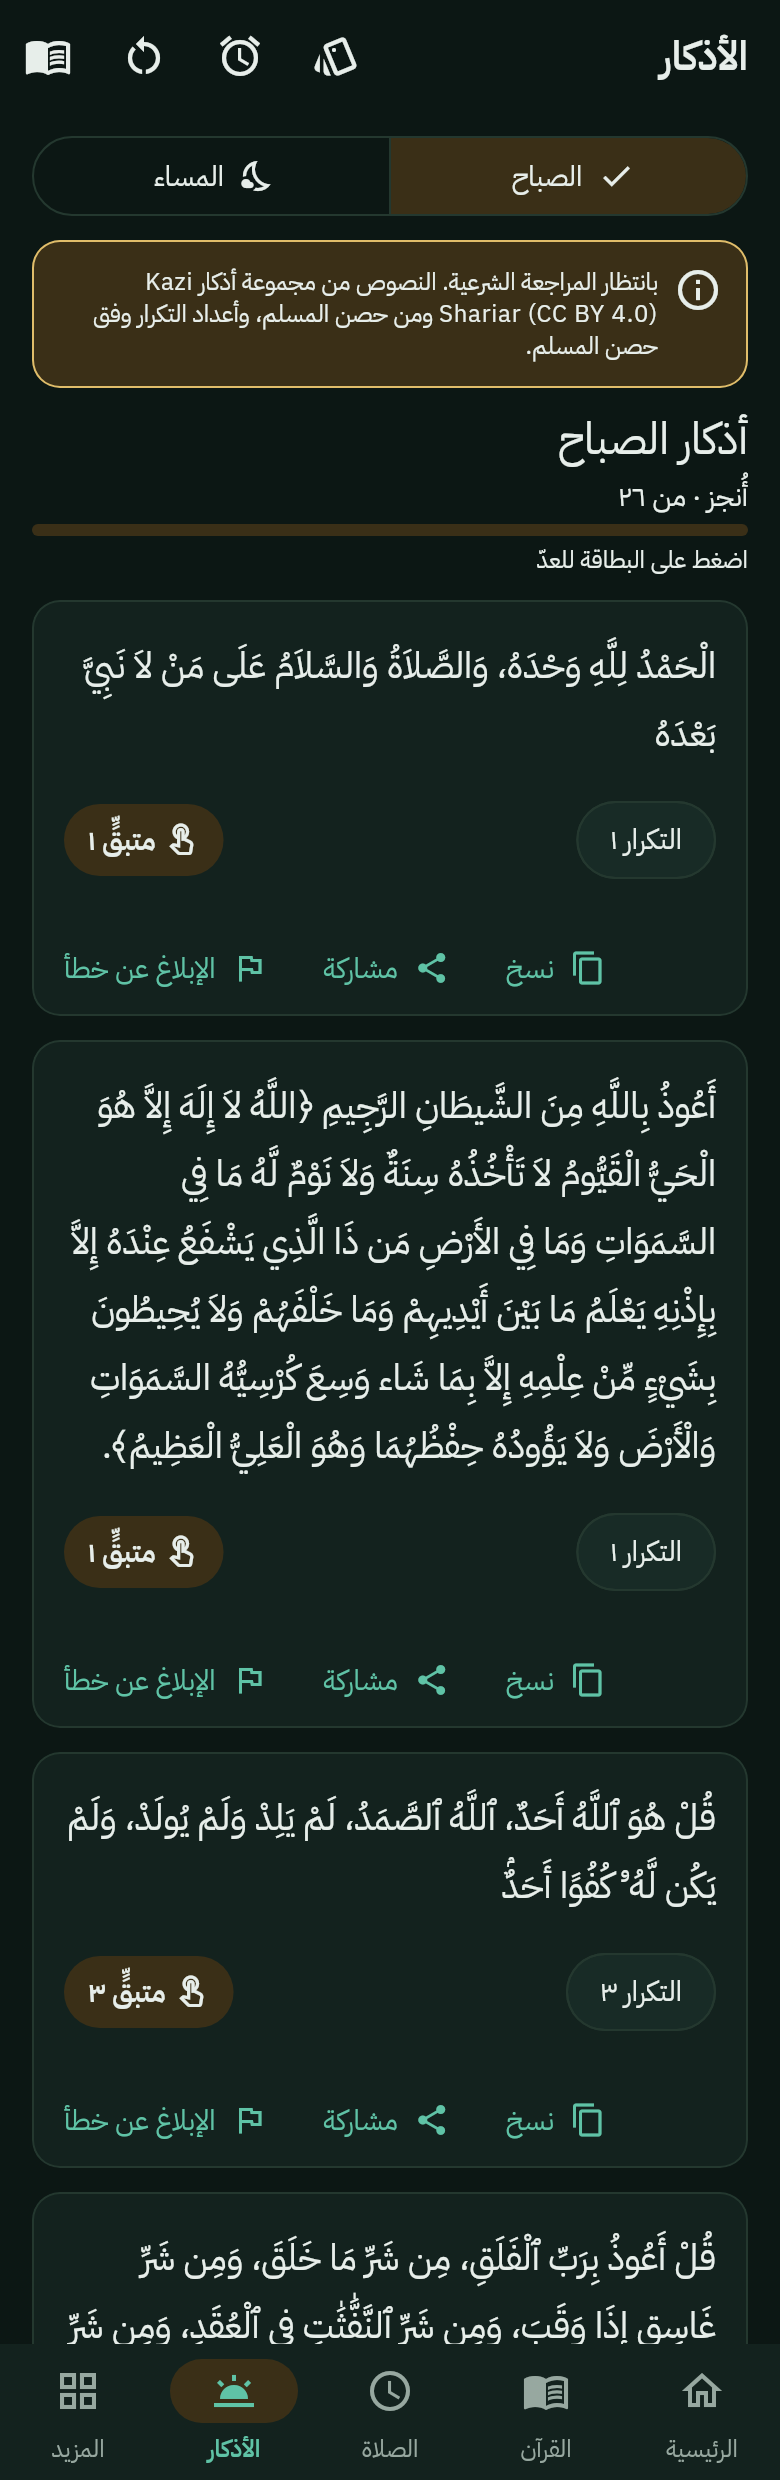 الأذكار
الصباح
المساء
بانتظار المراجعة الشرعية. النصوص من مجموعة أذكار Kazi
Shariar (CC BY 4.0) ومن حصن المسلم، وأعداد التكرار وفق
حصن المسلم.
أذكار الصباح
أُنجز · من ٢٦
اضغط على البطاقة للعدّ
الْحَمْدُ لِلَّهِ وَحْدَهُ، وَالصَّلاَةُ وَالسَّلاَمُ عَلَى مَنْ لاَ نَبِيَّ
بَعْدَهُ
التكرار ١
متبقٍّ ١
نسخ
مشاركة
الإبلاغ عن خطأ
أَعُوذُ بِاللَّهِ مِنَ الشَّيطَانِ الرَّجِيمِ ﴿اللَّهُ لاَ إِلَهَ إِلاَّ هُوَ
الْحَيُّ الْقَيُّومُ لاَ تَأْخُذُهُ سِنَةٌ وَلاَ نَوْمٌ لَّهُ مَا فِي
السَّمَوَاتِ وَمَا فِي الأَرْضِ مَن ذَا الَّذِي يَشْفَعُ عِنْدَهُ إِلاَّ
بِإِذْنِهِ يَعْلَمُ مَا بَيْنَ أَيْدِيهِمْ وَمَا خَلْفَهُمْ وَلاَ يُحِيطُونَ
بِشَيْءٍ مِّنْ عِلْمِهِ إِلاَّ بِمَا شَاء وَسِعَ كُرْسِيُّهُ السَّمَوَاتِ
وَالْأَرْضَ وَلاَ يَؤُودُهُ حِفْظُهُمَا وَهُوَ الْعَلِيُّ الْعَظِيمُ﴾.
التكرار ١
متبقٍّ ١
نسخ
مشاركة
الإبلاغ عن خطأ
قُلْ هُوَ ٱللَّهُ أَحَدٌ، ٱللَّهُ ٱلصَّمَدُ، لَمْ يَلِدْ وَلَمْ يُولَدْ، وَلَمْ
يَكُن لَّهُۥ كُفُوًا أَحَدٌۢ
التكرار ٣
متبقٍّ ٣
نسخ
مشاركة
الإبلاغ عن خطأ
قُلْ أَعُوذُ بِرَبِّ ٱلْفَلَقِ، مِن شَرِّ مَا خَلَقَ، وَمِن شَرِّ
غَاسِقٍ إِذَا وَقَبَ، وَمِن شَرِّ ٱلنَّفَّٰثَٰتِ فِي ٱلْعُقَدِ، وَمِن شَرِّ
الرئيسية
القرآن
الصلاة
الأذكار
المزيد